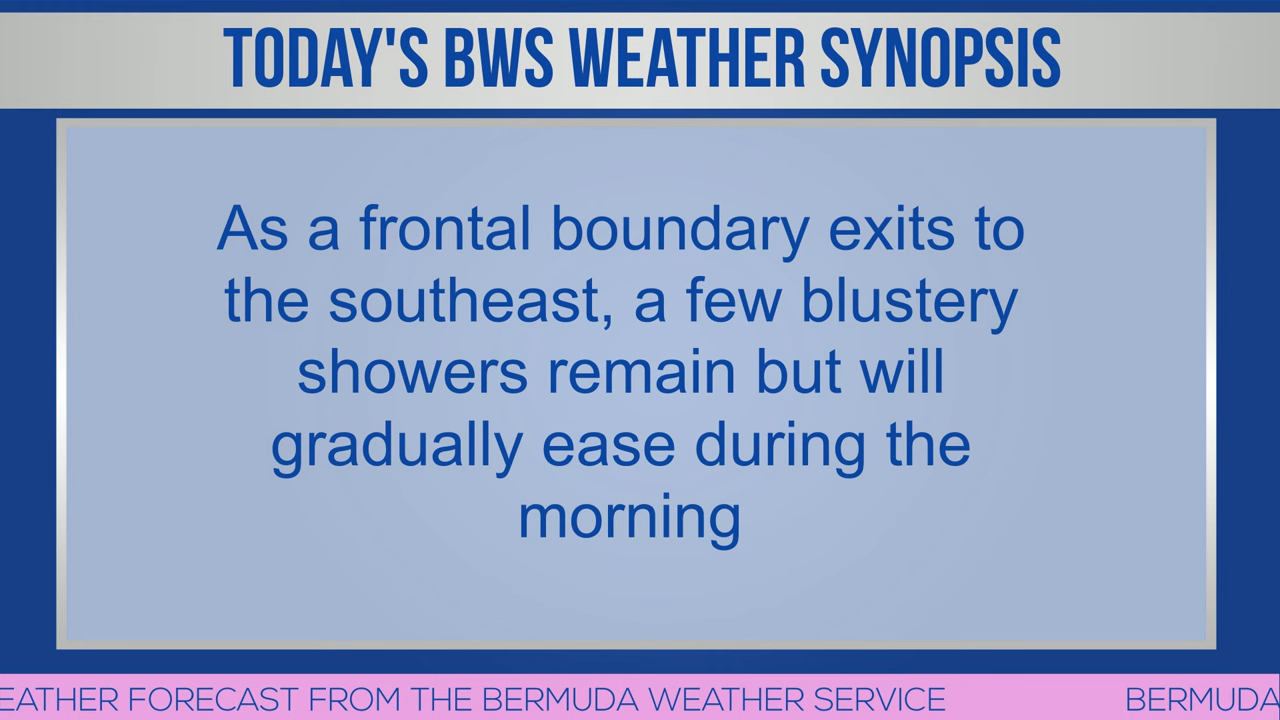 TODAY'S BWS WEATHER SYNOPSIS
As a frontal boundary exits to
the southeast, a few blustery
showers remain but will
gradually ease during the
morning
EATHER FORECAST FROM THE BERMUDA WEATHER SERVICE BERMUDA